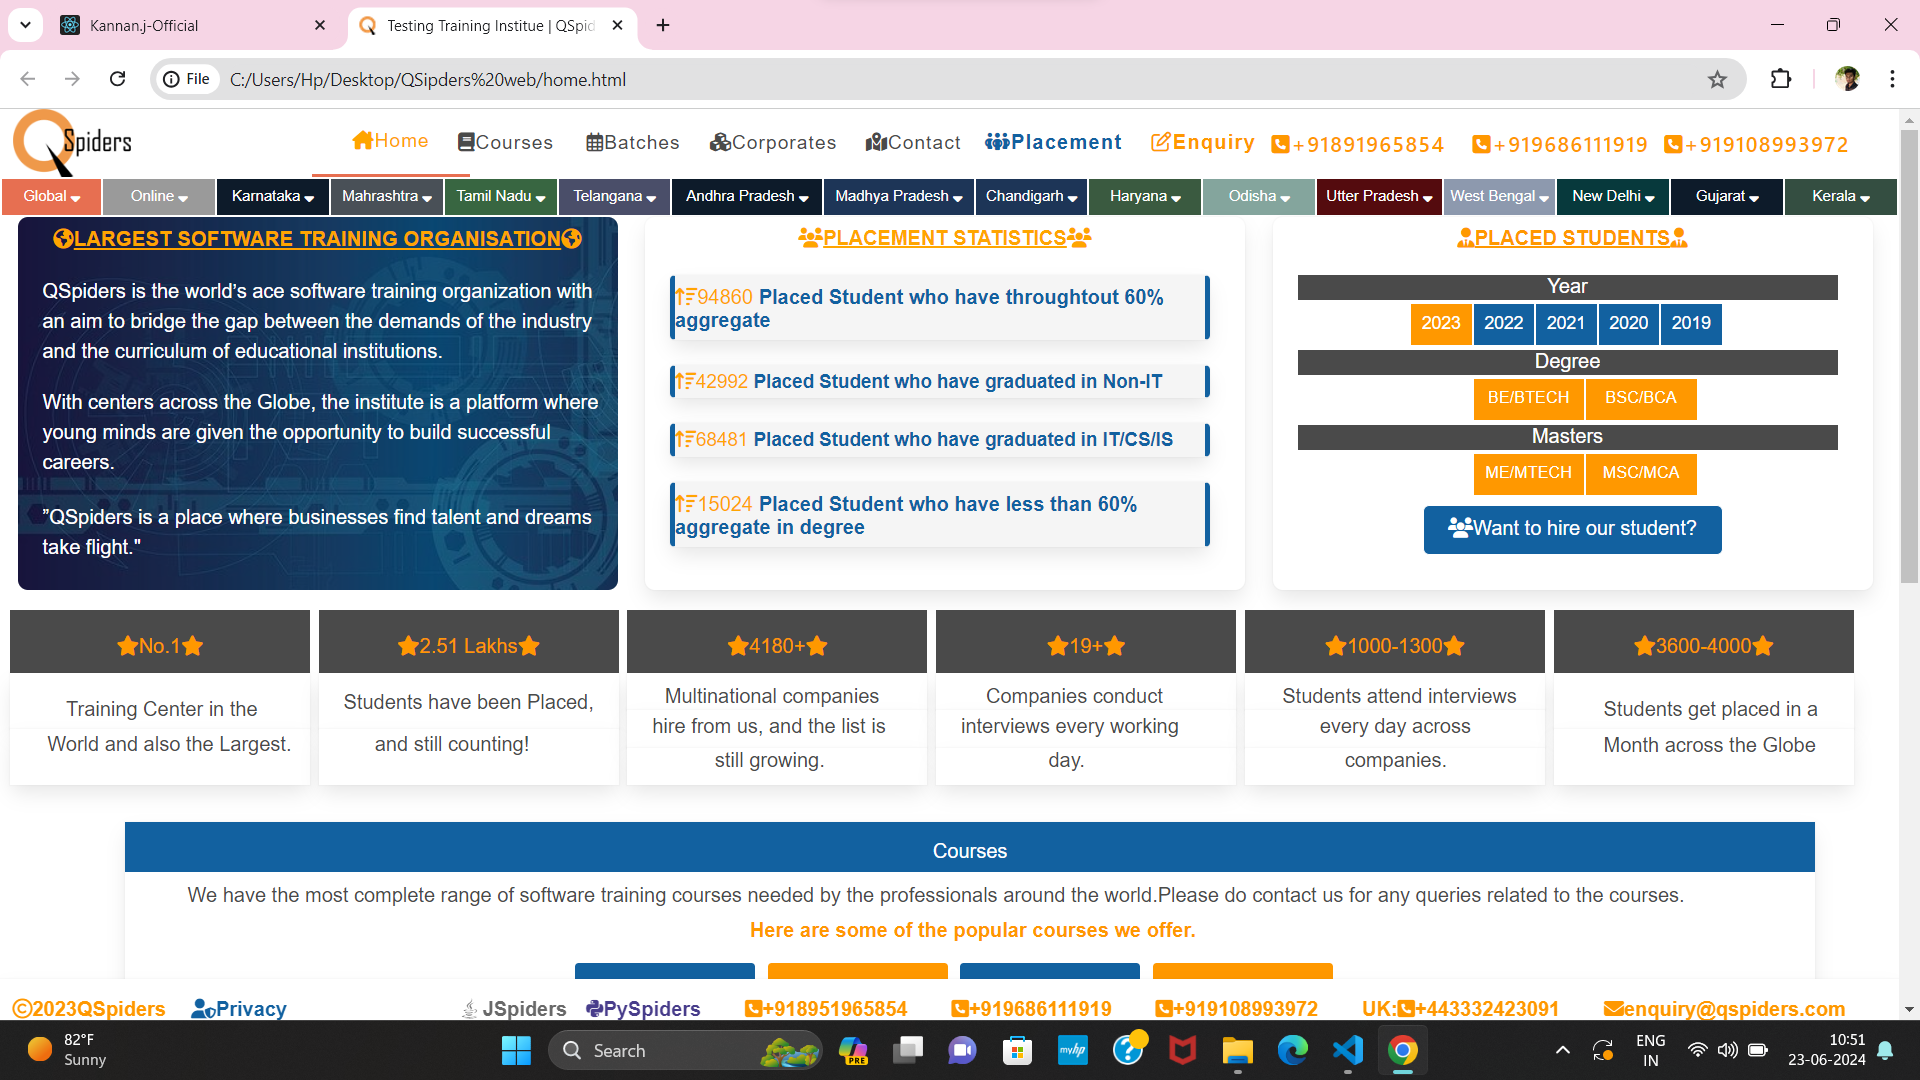 Kannan.j-Official
Testing Training Institue | QSpid
File
C:/Users/Hp/Desktop/QSipders%20web/home.html
Spiders
Home
Courses
Batches
Corporates
Contact
Placement
Enquiry
+91891965854
+919686111919
+919108993972
Global
Online
Karnataka
Mahrashtra
Tamil Nadu
Telangana
Andhra Pradesh
Madhya Pradesh
Chandigarh
Haryana
Odisha
Utter Pradesh
West Bengal
New Delhi
Gujarat
Kerala
LARGEST SOFTWARE TRAINING ORGANISATION
QSpiders is the world’s ace software training organization with
an aim to bridge the gap between the demands of the industry
and the curriculum of educational institutions.
With centers across the Globe, the institute is a platform where
young minds are given the opportunity to build successful
careers.
”QSpiders is a place where businesses find talent and dreams
take flight."
PLACEMENT STATISTICS
94860 Placed Student who have throughtout 60%
aggregate
42992 Placed Student who have graduated in Non-IT
68481 Placed Student who have graduated in IT/CS/IS
15024 Placed Student who have less than 60%
aggregate in degree
PLACED STUDENTS
Year
2023
2022
2021
2020
2019
Degree
BE/BTECH
BSC/BCA
Masters
ME/MTECH
MSC/MCA
Want to hire our student?
No.1
Training Center in the
World and also the Largest.
2.51 Lakhs
Students have been Placed,
and still counting!
4180+
Multinational companies
hire from us, and the list is
still growing.
19+
Companies conduct
interviews every working
day.
1000-1300
Students attend interviews
every day across
companies.
3600-4000
Students get placed in a
Month across the Globe
Courses
We have the most complete range of software training courses needed by the professionals around the world.Please do contact us for any queries related to the courses.
Here are some of the popular courses we offer.
©2023QSpiders
Privacy
JSpiders
PySpiders
+918951965854
+919686111919
+919108993972
UK:+443332423091
enquiry@qspiders.com
82°F
Sunny
Search
PRE
myhp
ENG
IN
10:51
23-06-2024